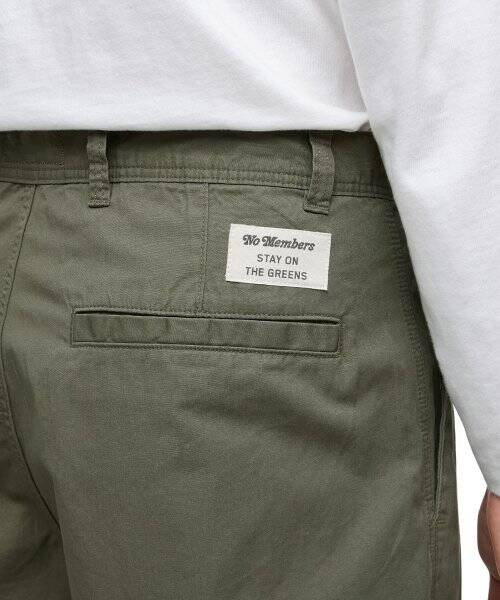 No Members
STAY ON
THE GREENS